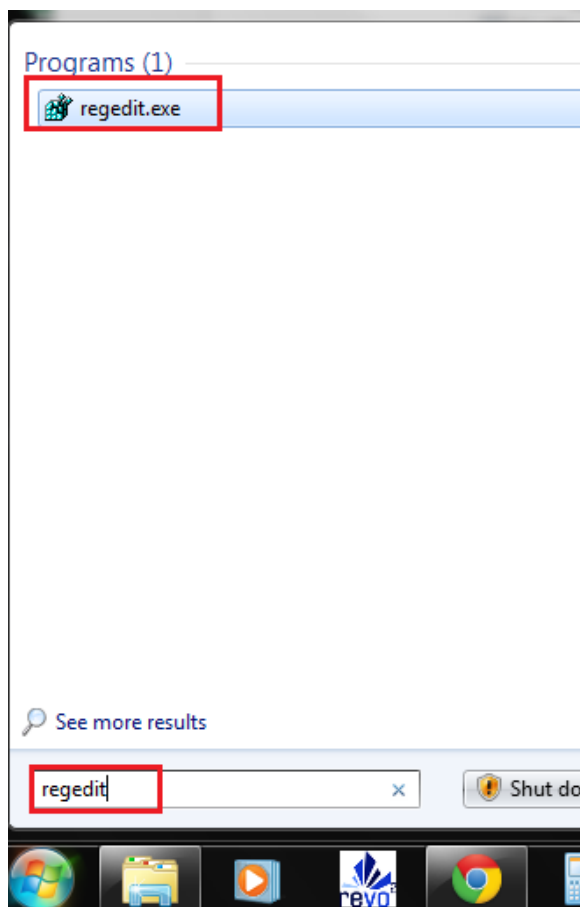 Programs (1)
regedit.exe
See more results
regedit
Shut do
revo